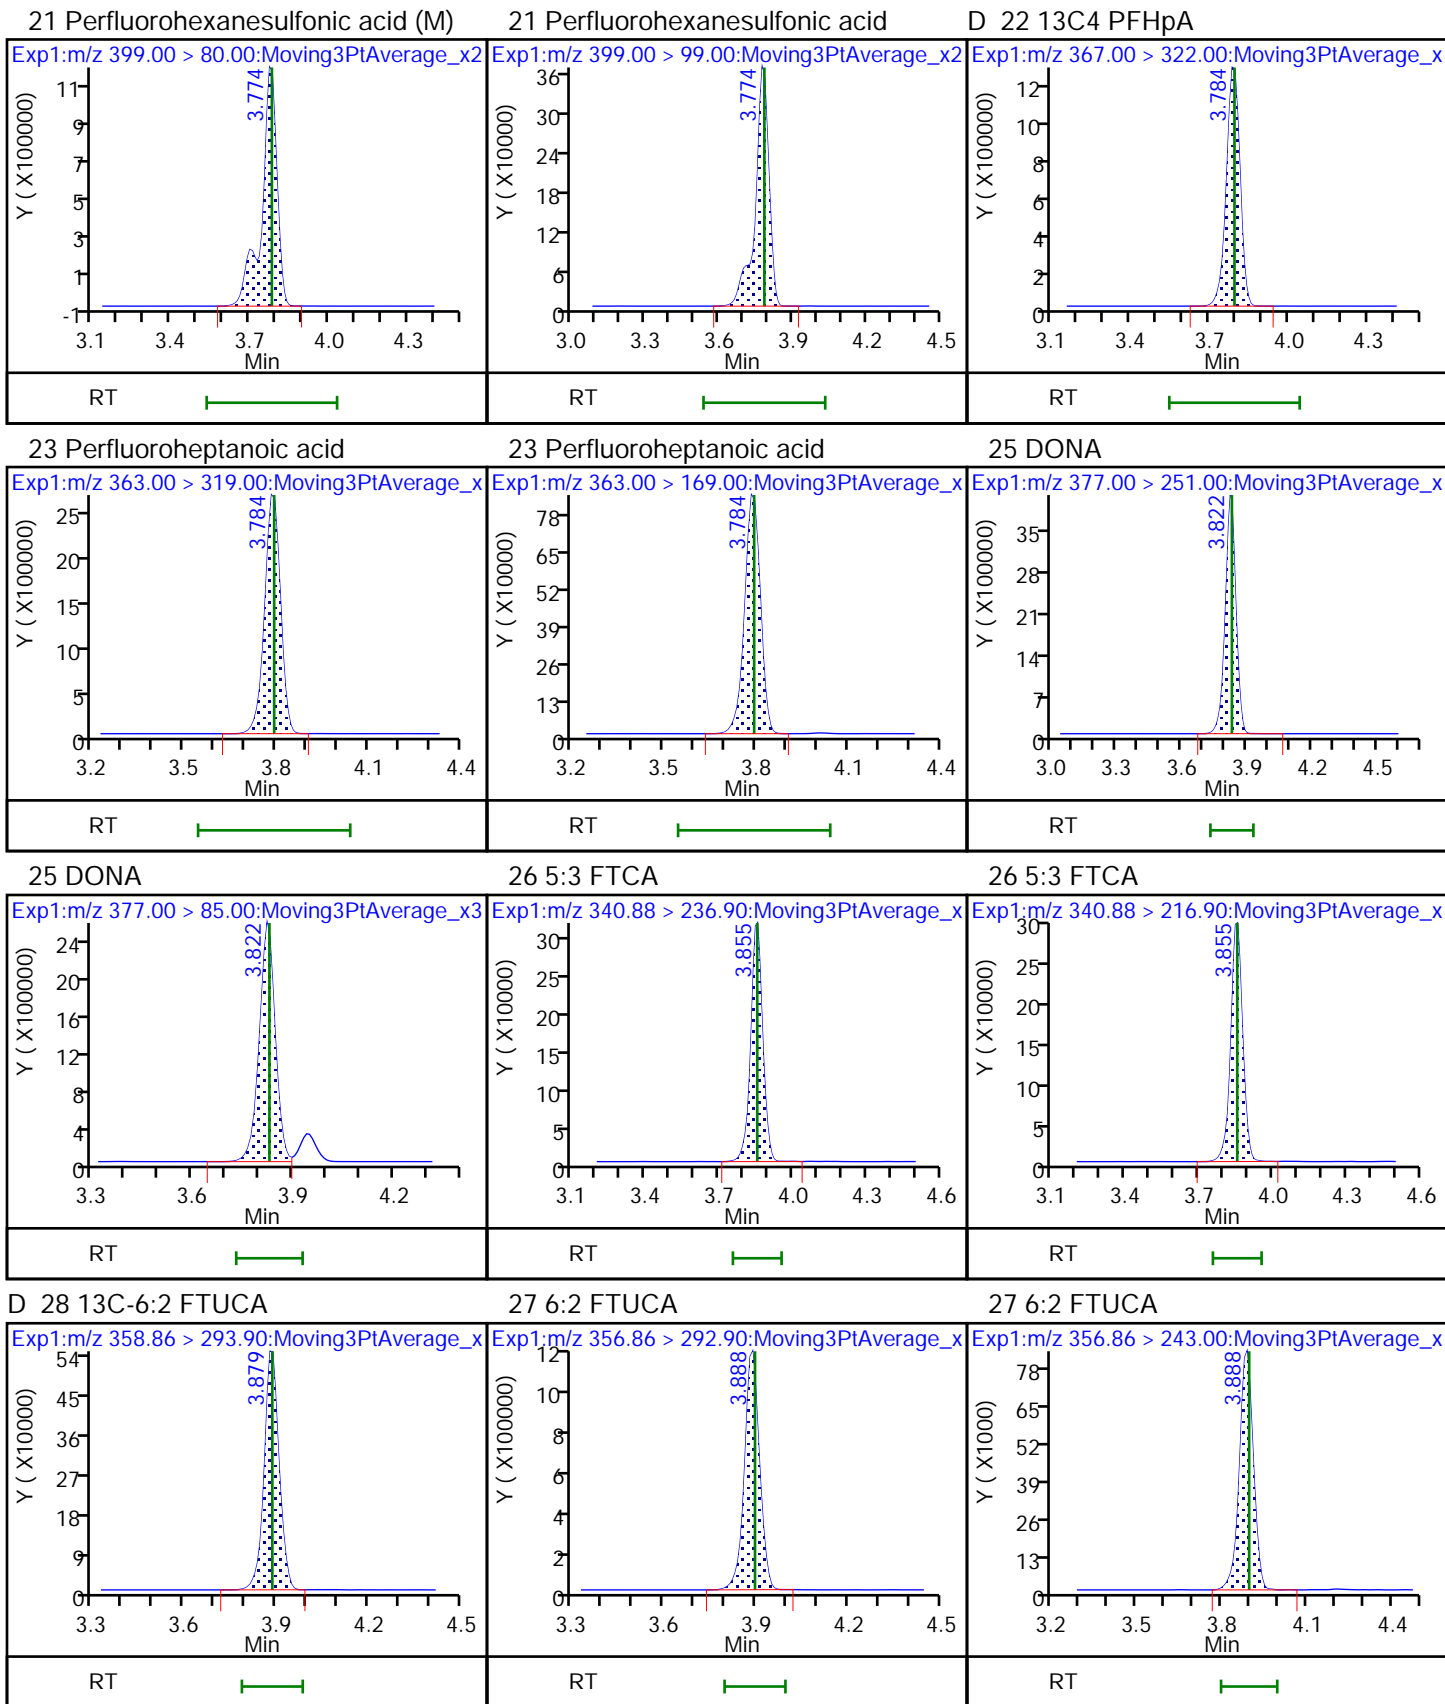 21 Perfluorohexanesulfonic acid (M)
Exp1:m/z 399.00 > 80.00:Moving3PtAverage_x2
Y ( X100000)
11
9
7
5
3
1
-1
3.774
3.1 3.4 3.7 4.0 4.3
Min
RT
21 Perfluorohexanesulfonic acid
Exp1:m/z 399.00 > 99.00:Moving3PtAverage_x2
Y ( X10000)
36
30
24
18
12
6
0
3.774
3.0 3.3 3.6 3.9 4.2 4.5
Min
RT
D 22 13C4 PFHpA
Exp1:m/z 367.00 > 322.00:Moving3PtAverage_x
Y ( X100000)
12
10
8
6
4
2
0
3.784
3.1 3.4 3.7 4.0 4.3
Min
RT
23 Perfluoroheptanoic acid
Exp1:m/z 363.00 > 319.00:Moving3PtAverage_x
Y ( X100000)
25
20
15
10
5
0
3.784
3.2 3.5 3.8 4.1 4.4
Min
RT
23 Perfluoroheptanoic acid
Exp1:m/z 363.00 > 169.00:Moving3PtAverage_x
Y ( X10000)
78
65
52
39
26
13
0
3.784
3.2 3.5 3.8 4.1 4.4
Min
RT
25 DONA
Exp1:m/z 377.00 > 251.00:Moving3PtAverage_x
Y ( X100000)
35
28
21
14
7
0
3.822
3.0 3.3 3.6 3.9 4.2 4.5
Min
RT
25 DONA
Exp1:m/z 377.00 > 85.00:Moving3PtAverage_x3
Y ( X100000)
24
20
16
12
8
4
0
3.822
3.3 3.6 3.9 4.2
Min
RT
26 5:3 FTCA
Exp1:m/z 340.88 > 236.90:Moving3PtAverage_x
Y ( X10000)
30
25
20
15
10
5
0
3.855
3.1 3.4 3.7 4.0 4.3 4.6
Min
RT
26 5:3 FTCA
Exp1:m/z 340.88 > 216.90:Moving3PtAverage_x
Y ( X10000)
30
25
20
15
10
5
0
3.855
3.1 3.4 3.7 4.0 4.3 4.6
Min
RT
D 28 13C-6:2 FTUCA
Exp1:m/z 358.86 > 293.90:Moving3PtAverage_x
Y ( X10000)
54
45
36
27
18
9
0
3.879
3.3 3.6 3.9 4.2 4.5
Min
RT
27 6:2 FTUCA
Exp1:m/z 356.86 > 292.90:Moving3PtAverage_x
Y ( X100000)
12
10
8
6
4
2
0
3.888
3.3 3.6 3.9 4.2 4.5
Min
RT
27 6:2 FTUCA
Exp1:m/z 356.86 > 243.00:Moving3PtAverage_x
Y ( X1000)
78
65
52
39
26
13
0
3.888
3.2 3.5 3.8 4.1 4.4
Min
RT